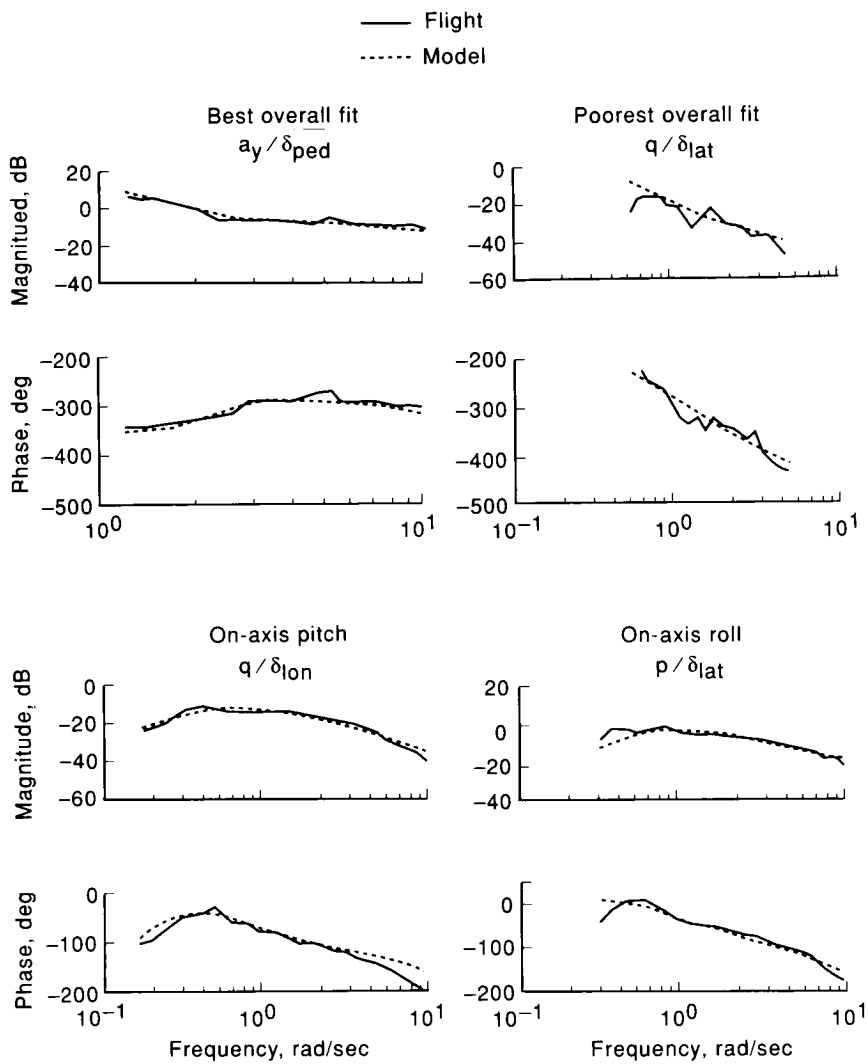 Flight
Model
Best overall fit
a_y / δ_ped
Poorest overall fit
q / δ_lat
Magnitued, dB
20
0
−20
−40
0
−20
−40
−60
Phase, deg
−200
−300
−400
−500
10^0
10^1
−200
−300
−400
−500
10^−1
10^0
10^1
On-axis pitch
q / δ_lon
On-axis roll
p / δ_lat
Magnitude, dB
0
−20
−40
−60
20
0
−20
−40
Phase, deg
0
−100
−200
10^−1
10^0
10^1
Frequency, rad/sec
0
−100
−200
10^−1
10^0
10^1
Frequency, rad/sec